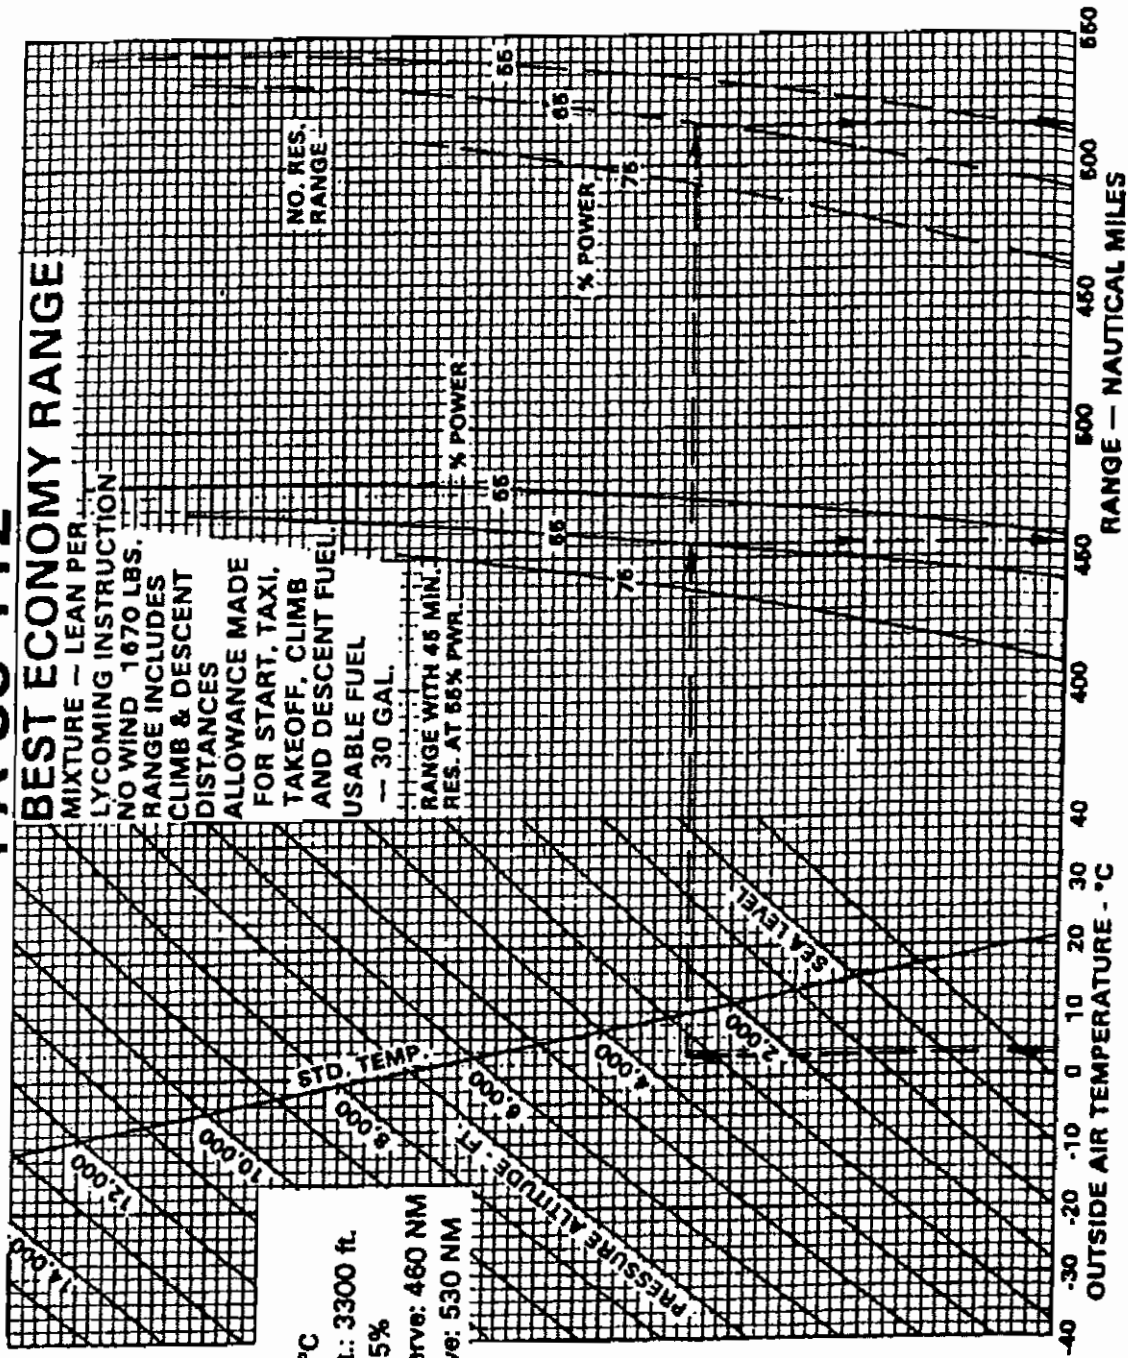 BEST ECONOMY RANGE
MIXTURE — LEAN PER
LYCOMING INSTRUCTION
NO WIND 1670 LBS.
RANGE INCLUDES
CLIMB & DESCENT
DISTANCES
ALLOWANCE MADE
FOR START, TAXI,
TAKEOFF, CLIMB
AND DESCENT FUEL.
USABLE FUEL
— 30 GAL.
RANGE WITH 45 MIN.
RES. AT 55% PWR.
NO. RES.
RANGE
% POWER
55
65
75
% POWER
55
65
75
STD. TEMP.
PRESSURE ALTITUDE - FT.
14,000
12,000
10,000
8,000
6,000
4,000
2,000
SEA LEVEL
°C
t.: 3300 ft.
5%
erve: 460 NM
ve: 530 NM
-40 -30 -20 -10 0 10 20 30 40
OUTSIDE AIR TEMPERATURE - °C
400 450 500 450 500 550
RANGE — NAUTICAL MILES